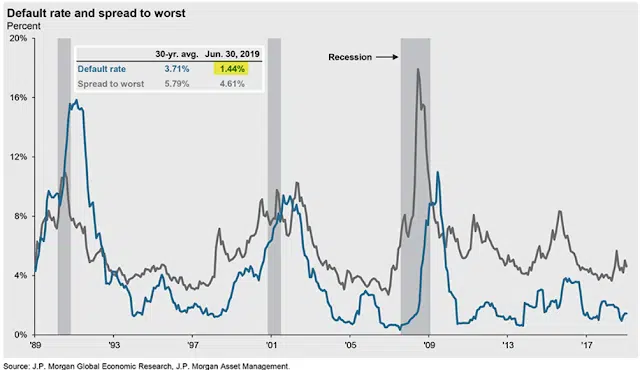 Default rate and spread to worst
Percent
20%
30-yr. avg. Jun. 30, 2019
Default rate 3.71% 1.44%
Spread to worst 5.79% 4.61%
Recession
16%
12%
8%
4%
0%
'89 '93 '97 '01 '05 '09 '13 '17
Source: J.P. Morgan Global Economic Research, J.P. Morgan Asset Management.